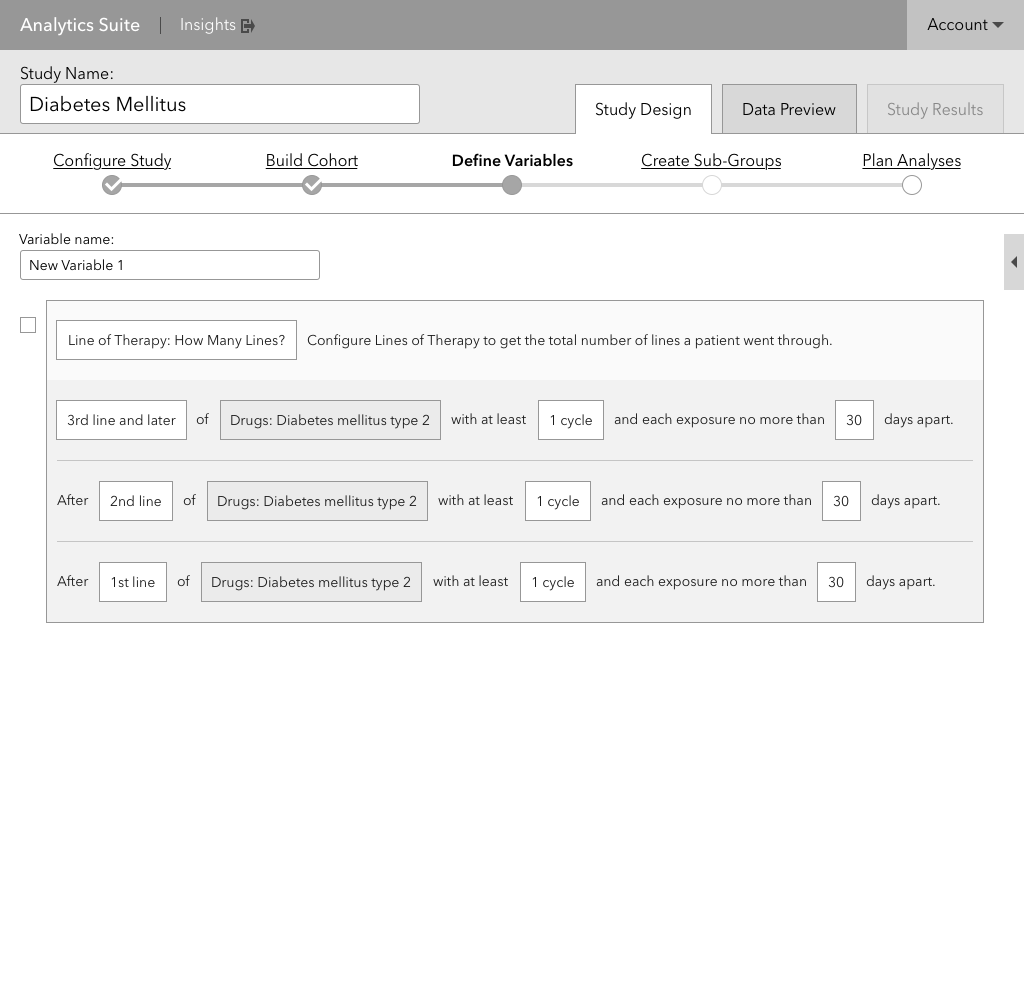 Analytics Suite | Insights Account
Study Name:
Diabetes Mellitus
Study Design Data Preview Study Results
Configure Study Build Cohort Define Variables Create Sub-Groups Plan Analyses
Variable name:
New Variable 1
Line of Therapy: How Many Lines? Configure Lines of Therapy to get the total number of lines a patient went through.
3rd line and later of Drugs: Diabetes mellitus type 2 with at least 1 cycle and each exposure no more than 30 days apart.
After 2nd line of Drugs: Diabetes mellitus type 2 with at least 1 cycle and each exposure no more than 30 days apart.
After 1st line of Drugs: Diabetes mellitus type 2 with at least 1 cycle and each exposure no more than 30 days apart.